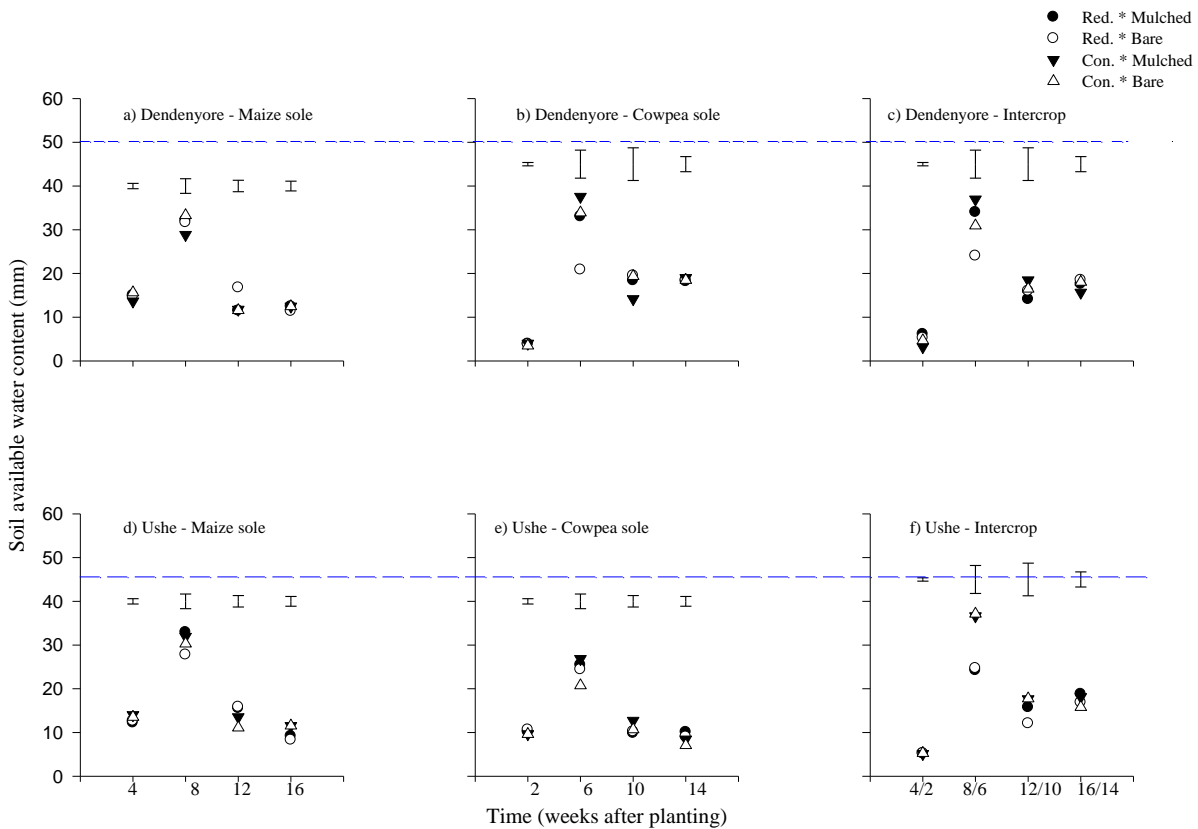 Red. * Mulched
Red. * Bare
Con. * Mulched
Con. * Bare
Soil available water content (mm)
60
50
40
30
20
10
0
a) Dendenyore - Maize sole
b) Dendenyore - Cowpea sole
c) Dendenyore - Intercrop
60
50
40
30
20
10
0
d) Ushe - Maize sole
e) Ushe - Cowpea sole
f) Ushe - Intercrop
4 8 12 16
2 6 10 14
4/2 8/6 12/10 16/14
Time (weeks after planting)